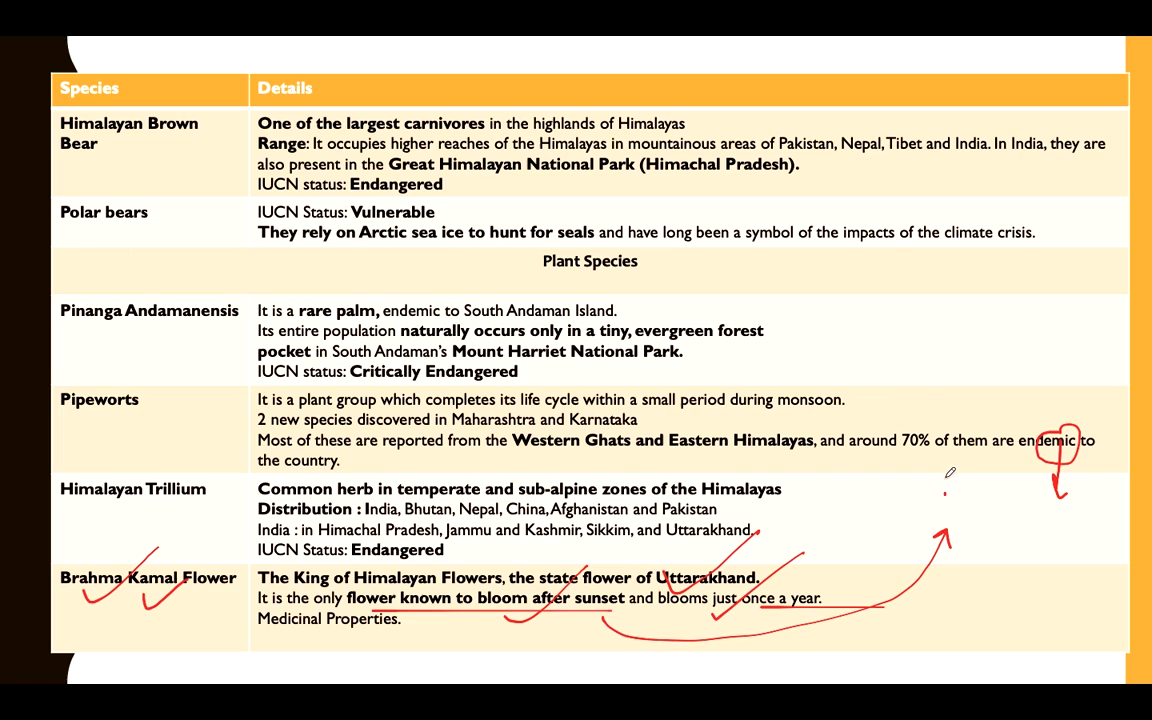 Species Details
Himalayan Brown Bear
One of the largest carnivores in the highlands of Himalayas
Range: It occupies higher reaches of the Himalayas in mountainous areas of Pakistan, Nepal, Tibet and India. In India, they are
also present in the Great Himalayan National Park (Himachal Pradesh).
IUCN status: Endangered
Polar bears
IUCN Status: Vulnerable
They rely on Arctic sea ice to hunt for seals and have long been a symbol of the impacts of the climate crisis.
Plant Species
Pinanga Andamanensis
It is a rare palm, endemic to South Andaman Island.
Its entire population naturally occurs only in a tiny, evergreen forest
pocket in South Andaman's Mount Harriet National Park.
IUCN status: Critically Endangered
Pipeworts
It is a plant group which completes its life cycle within a small period during monsoon.
2 new species discovered in Maharashtra and Karnataka
Most of these are reported from the Western Ghats and Eastern Himalayas, and around 70% of them are endemic to
the country.
Himalayan Trillium
Common herb in temperate and sub-alpine zones of the Himalayas
Distribution : India, Bhutan, Nepal, China, Afghanistan and Pakistan
India : in Himachal Pradesh, Jammu and Kashmir, Sikkim, and Uttarakhand.
IUCN Status: Endangered
Brahma Kamal Flower
The King of Himalayan Flowers, the state flower of Uttarakhand.
It is the only flower known to bloom after sunset and blooms just once a year.
Medicinal Properties.